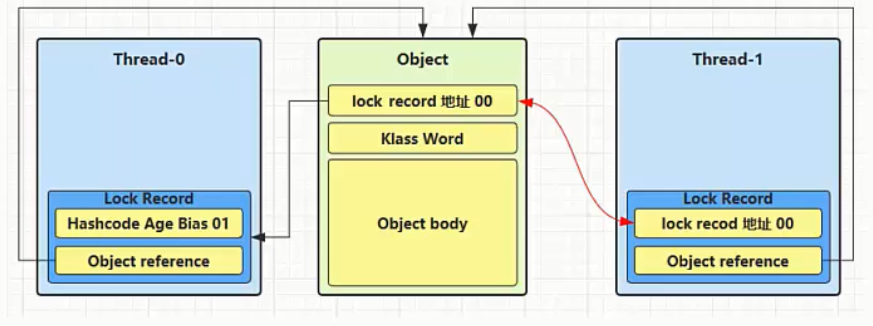 Thread-0
Lock Record
Hashcode Age Bias 01
Object reference
Object
lock record 地址 00
Klass Word
Object body
Thread-1
Lock Record
lock recod 地址 00
Object reference